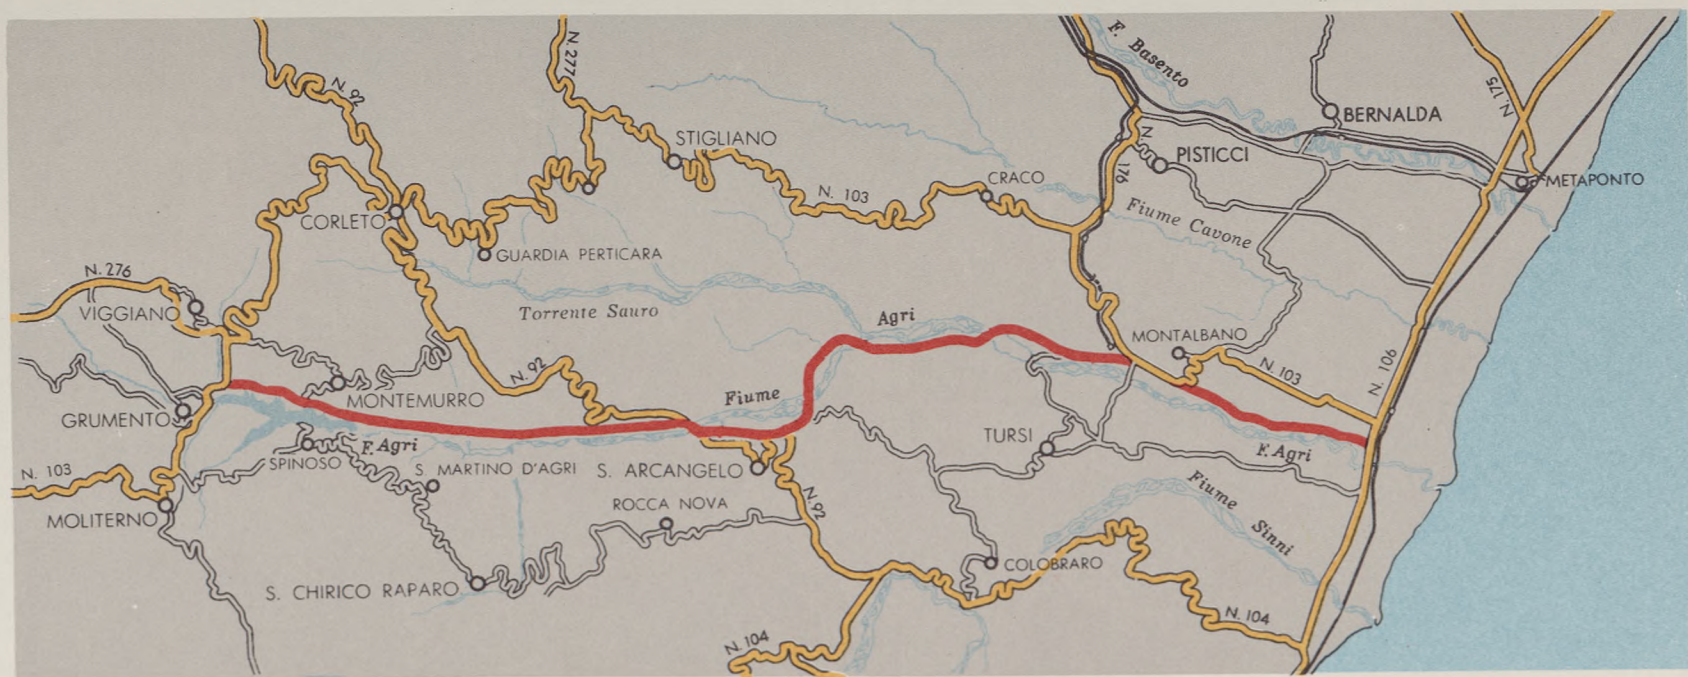 F. Basento
N. 277
N. 92
N. 175
BERNALDA
STIGLIANO
N
176
PISTICCI
CRACO
METAPONTO
N. 103
CORLETO
Fiume Cavone
GUARDIA PERTICARA
N. 276
VIGGIANO
Torrente Sauro
Agri
MONTALBANO
N. 103
N. 106
N. 92
MONTEMURRO
Fiume
GRUMENTO
F. Agri
TURSI
F. Agri
SPINOSO
N. 103
S. MARTINO D'AGRI
S. ARCANGELO
Fiume Sinni
N. 92
ROCCA NOVA
MOLITERNO
COLOBRARO
S. CHIRICO RAPARO
N. 104
N. 104